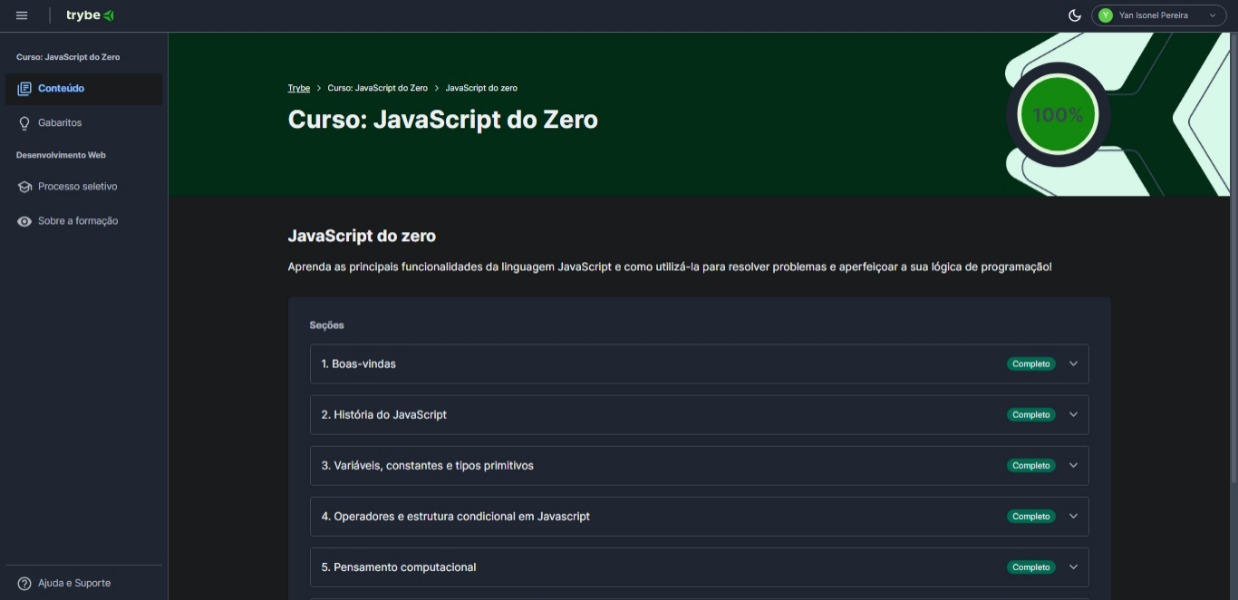 trybe
Yan Isonel Pereira
Curso: JavaScript do Zero
Conteúdo
Gabaritos
Desenvolvimento Web
Processo seletivo
Sobre a formação
Ajuda e Suporte
Trybe > Curso: JavaScript do Zero > JavaScript do zero
Curso: JavaScript do Zero
100%
JavaScript do zero
Aprenda as principais funcionalidades da linguagem JavaScript e como utilizá-la para resolver problemas e aperfeiçoar a sua lógica de programação!
Seções
1. Boas-vindas Completo
2. História do JavaScript Completo
3. Variáveis, constantes e tipos primitivos Completo
4. Operadores e estrutura condicional em Javascript Completo
5. Pensamento computacional Completo